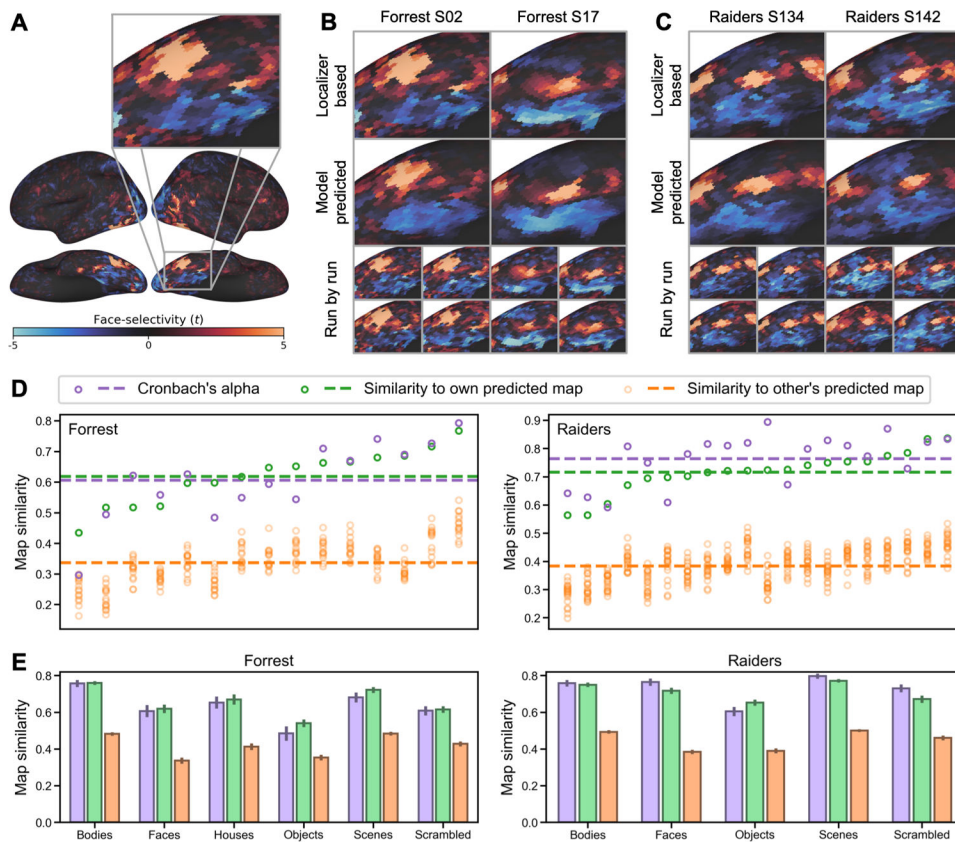 A
Face-selectivity (t)
-5 0 5
B
Forrest S02 Forrest S17
Localizer based
Model predicted
Run by run
C
Raiders S134 Raiders S142
Localizer based
Model predicted
Run by run
D
Cronbach's alpha Similarity to own predicted map Similarity to other's predicted map
Forrest
Map similarity
0.8
0.7
0.6
0.5
0.4
0.3
0.2
Raiders
Map similarity
0.9
0.8
0.7
0.6
0.5
0.4
0.3
0.2
E
Forrest
Map similarity
0.8
0.6
0.4
0.2
0.0
Bodies Faces Houses Objects Scenes Scrambled
Raiders
Map similarity
0.8
0.6
0.4
0.2
0.0
Bodies Faces Objects Scenes Scrambled